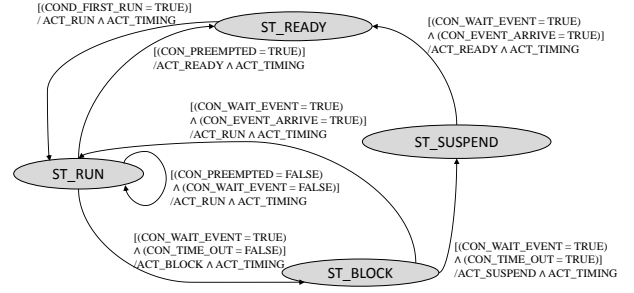 [(COND_FIRST_RUN = TRUE)]
/ACT_RUN ∧ ACT_TIMING
ST_READY
[(CON_WAIT_EVENT = TRUE)
∧ (CON_EVENT_ARRIVE = TRUE)]
/ACT_READY ∧ ACT_TIMING
[(CON_PREEMPTED = TRUE)]
/ACT_READY ∧ ACT_TIMING
[(CON_WAIT_EVENT = TRUE)
∧ (CON_EVENT_ARRIVE = TRUE)]
/ACT_RUN ∧ ACT_TIMING
ST_SUSPEND
ST_RUN
[(CON_PREEMPTED = FALSE)
∧ (CON_WAIT_EVENT = FALSE)]
/ACT_RUN ∧ ACT_TIMING
[(CON_WAIT_EVENT = TRUE)
∧ (CON_TIME_OUT = FALSE)]
/ACT_BLOCK ∧ ACT_TIMING
ST_BLOCK
[(CON_WAIT_EVENT = TRUE)
∧ (CON_TIME_OUT = TRUE)]
/ACT_SUSPEND ∧ ACT_TIMING